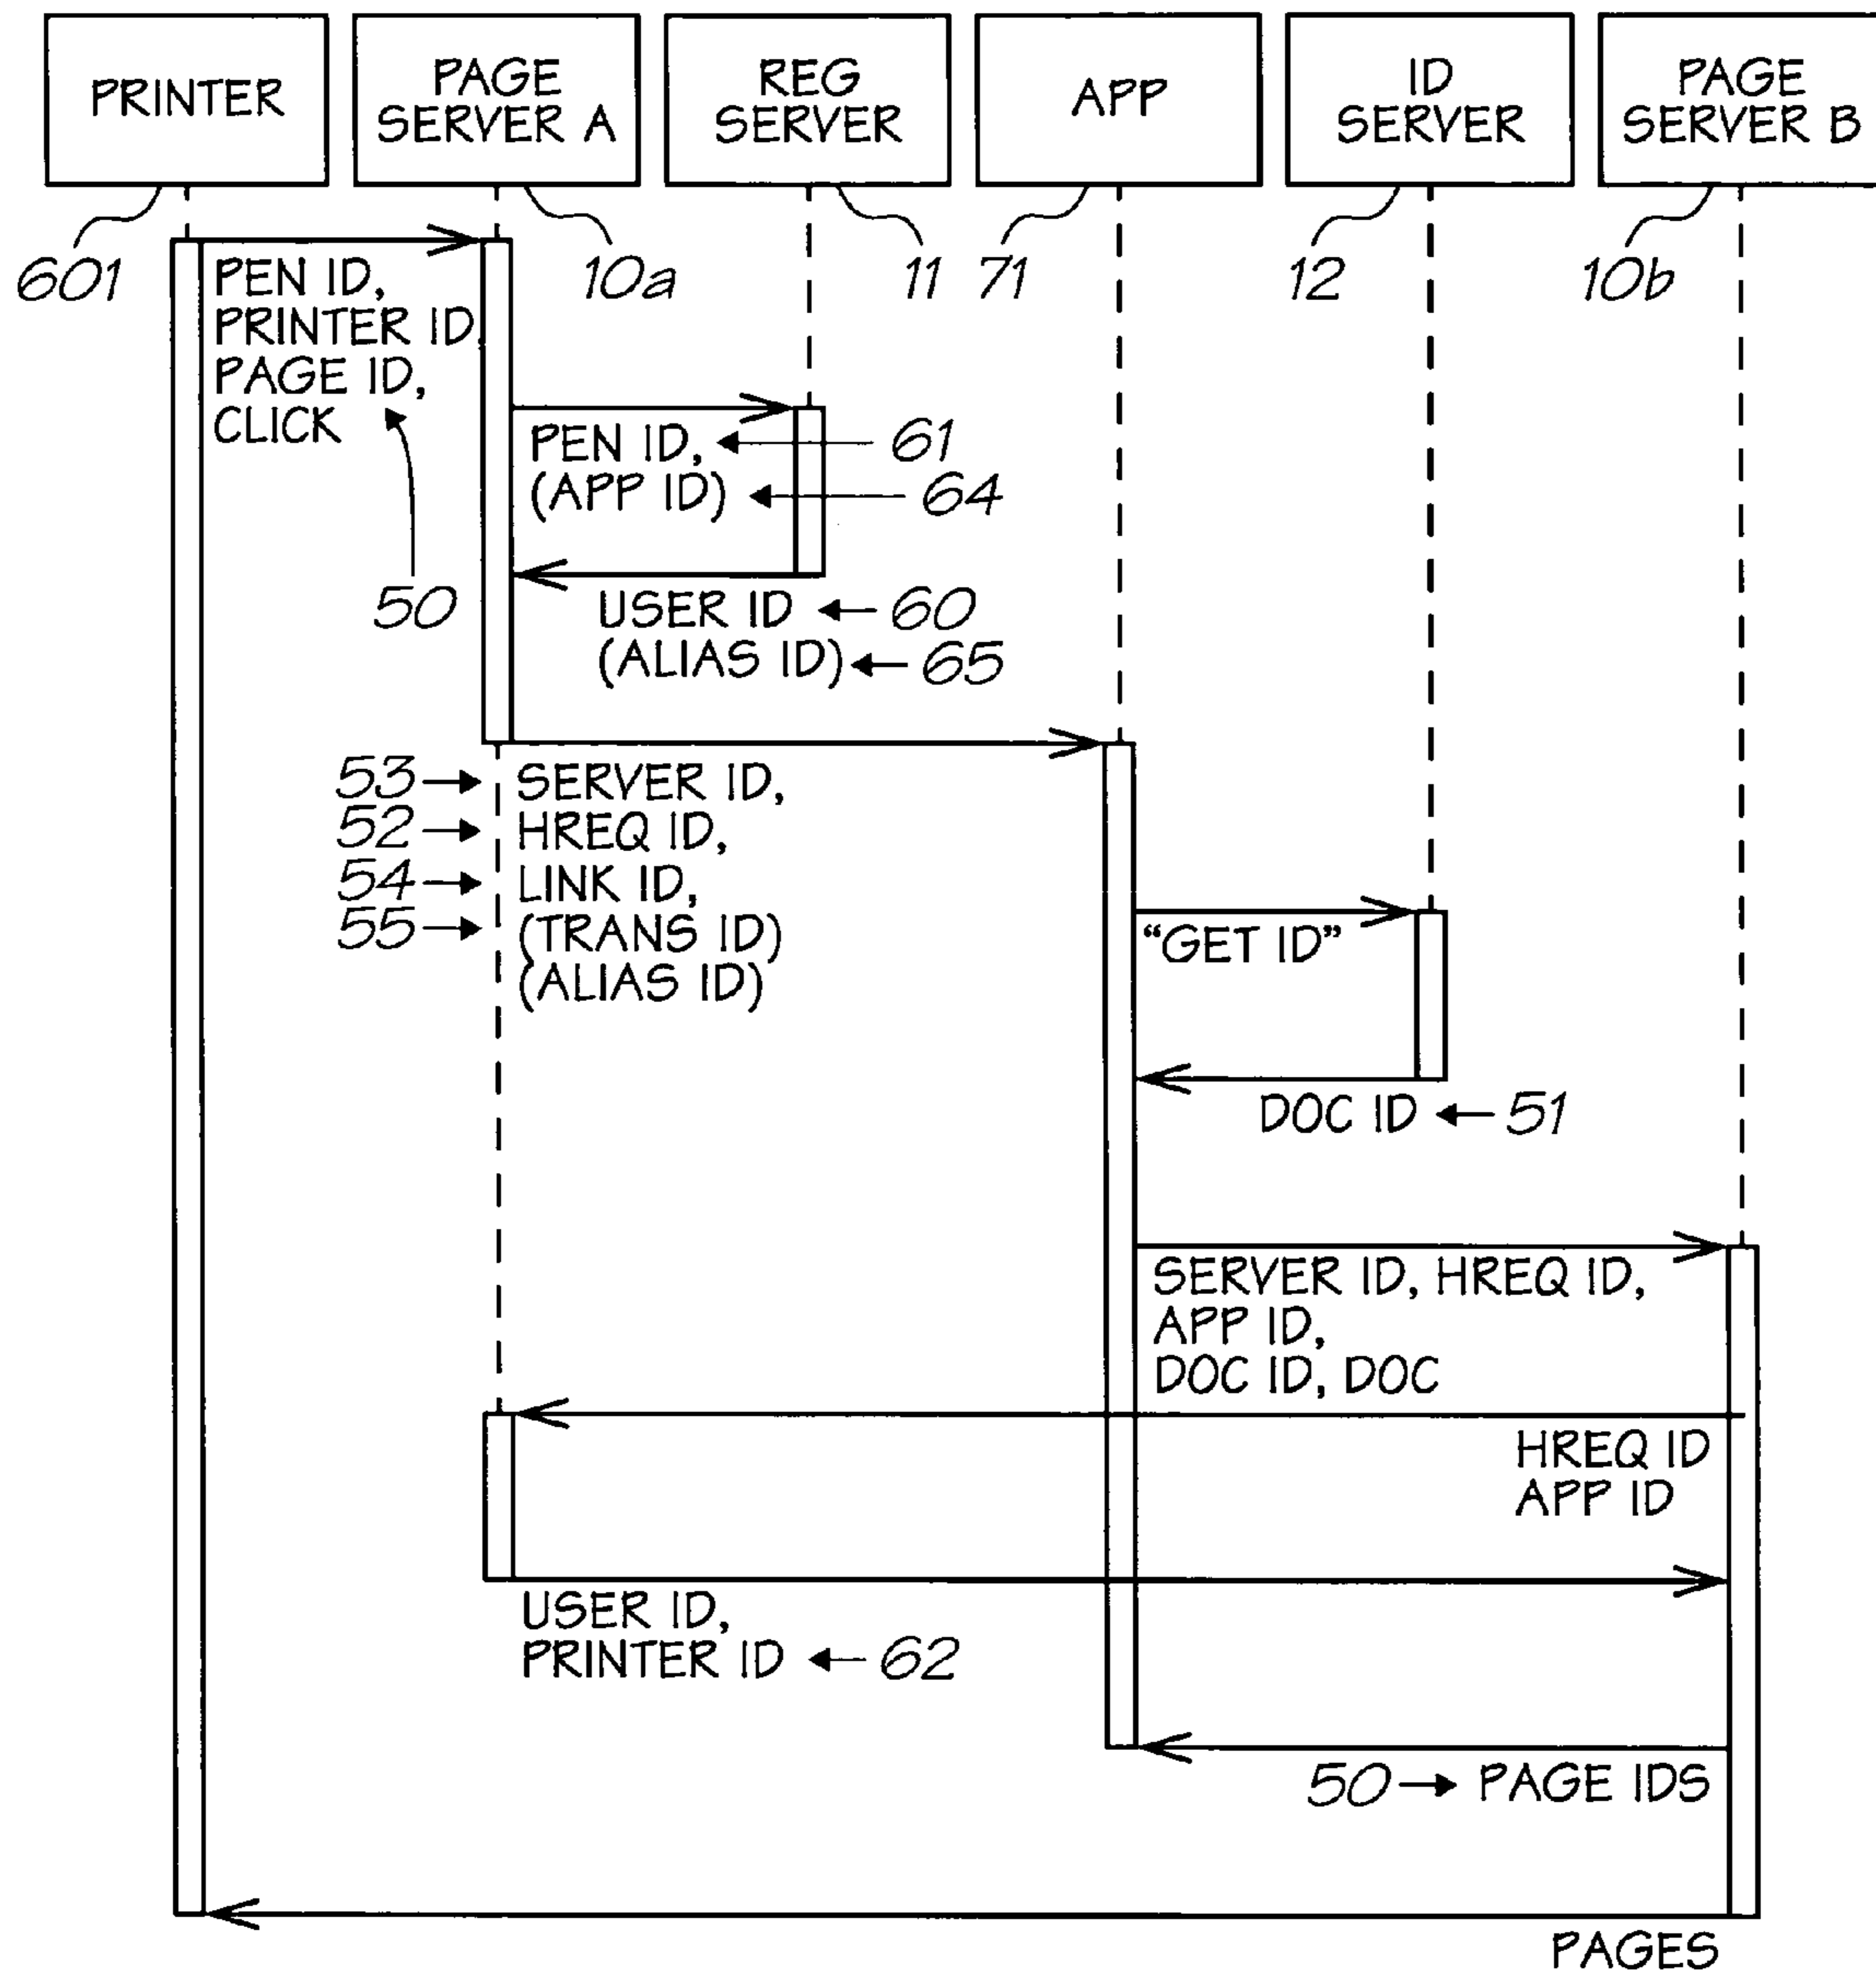 PRINTER
PAGE
SERVER A
REG
SERVER
APP
ID
SERVER
PAGE
SERVER B
601
10a
11
71
12
10b
PEN ID,
PRINTER ID
PAGE ID,
CLICK
50
PEN ID,
(APP ID)
61
64
USER ID
(ALIAS ID)
60
65
53
52
54
55
SERVER ID,
HREQ ID,
LINK ID,
(TRANS ID)
(ALIAS ID)
“GET ID”
DOC ID
51
SERVER ID, HREQ ID,
APP ID,
DOC ID, DOC
HREQ ID
APP ID
USER ID,
PRINTER ID
62
50
PAGE IDS
PAGES